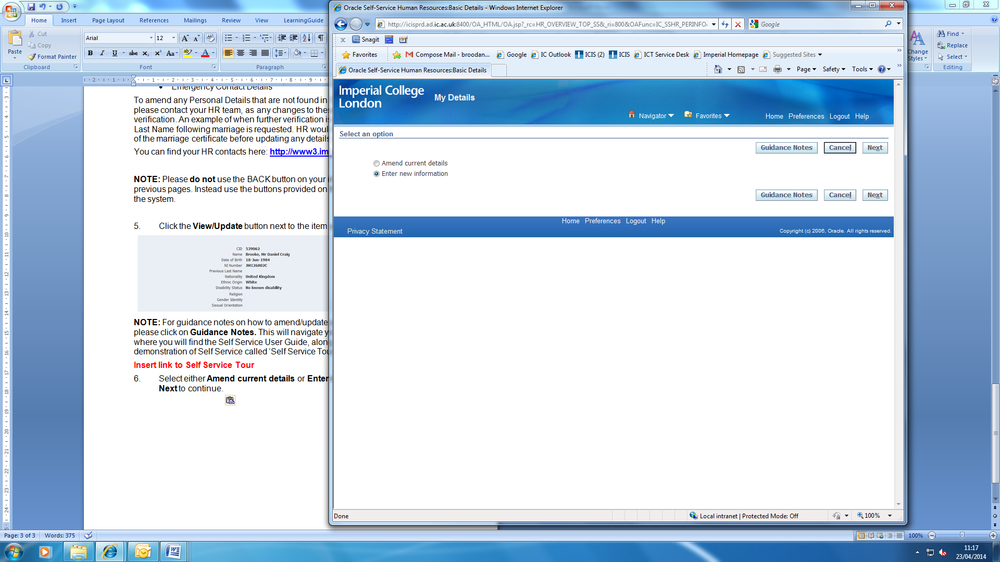 Home
Insert
Page Layout
References
Mailings
Review
View
LearningGuide
Paste
Cut
Copy
Format Painter
Clipboard
Arial
12
Font
Paragraph
Change
Styles
Find
Replace
Select
Editing
Emergency Contact Details
To amend any Personal Details that are not found in
please contact your HR team, as any changes to thes
verification. An example of when further verification is
Last Name following marriage is requested. HR woul
of the marriage certificate before updating any details
You can find your HR contacts here: http://www3.im
NOTE: Please do not use the BACK button on your i
previous pages. Instead use the buttons provided on
the system.
5. Click the View/Update button next to the item
CID 539062
Name Brooke, Mr Daniel Craig
Date of Birth 18-Jun-1984
NI Number JM126802C
Previous Last Name
Nationality United Kingdom
Ethnic Origin White
Disability Status No known disability
Religion
Gender Identity
Sexual Orientation
NOTE: For guidance notes on how to amend/update
please click on Guidance Notes. This will navigate y
where you will find the Self Service User Guide, alon
demonstration of Self Service called ‘Self Service Tou
Insert link to Self Service Tour
6. Select either Amend current details or Enter
Next to continue.
Page: 3 of 3 Words: 375
100%
Oracle Self-Service Human Resources:Basic Details - Windows Internet Explorer
http://icisprd.ad.ic.ac.uk:8400/OA_HTML/OA.jsp?_rc=HR_OVERVIEW_TOP_SS&_ri=800&OAFunc=IC_SSHR_PERINFO
Google
x Snagit
Favorites
Compose Mail - broodan...
Google
IC Outlook
ICIS (2)
ICIS
ICT Service Desk
Imperial Homepage
Suggested Sites
Oracle Self-Service Human Resources:Basic Details
Page Safety Tools
Imperial College
London
My Details
Navigator Favorites Home Preferences Logout Help
Select an option
Guidance Notes Cancel Next
Amend current details
Enter new information
Guidance Notes Cancel Next
Home Preferences Logout Help
Privacy Statement
Copyright (c) 2006, Oracle. All rights reserved.
Done
Local intranet | Protected Mode: Off
100%
11:17
23/04/2014